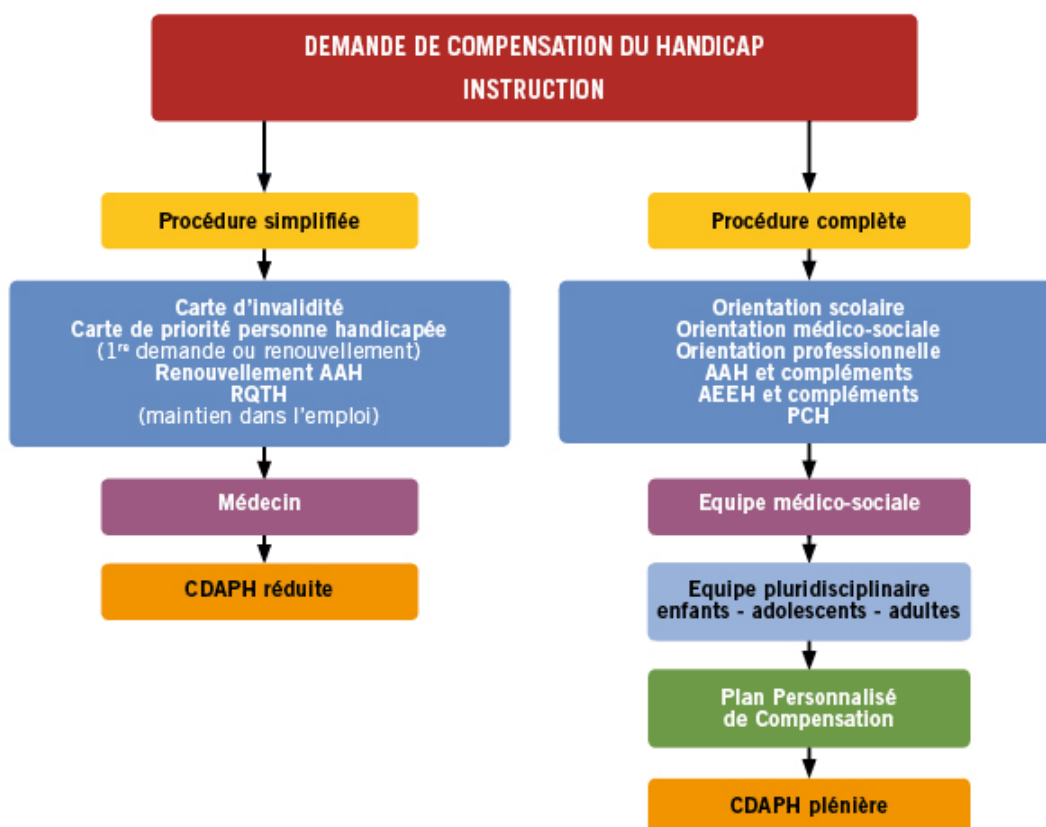 DEMANDE DE COMPENSATION DU HANDICAP
INSTRUCTION
Procédure simplifiée
Carte d'invalidité
Carte de priorité personne handicapée
(1re demande ou renouvellement)
Renouvellement AAH
RQTH
(maintien dans l'emploi)
Médecin
CDAPH réduite
Procédure complète
Orientation scolaire
Orientation médico-sociale
Orientation professionnelle
AAH et compléments
AEEH et compléments
PCH
Equipe médico-sociale
Equipe pluridisciplinaire
enfants - adolescents - adultes
Plan Personnalisé
de Compensation
CDAPH plénière